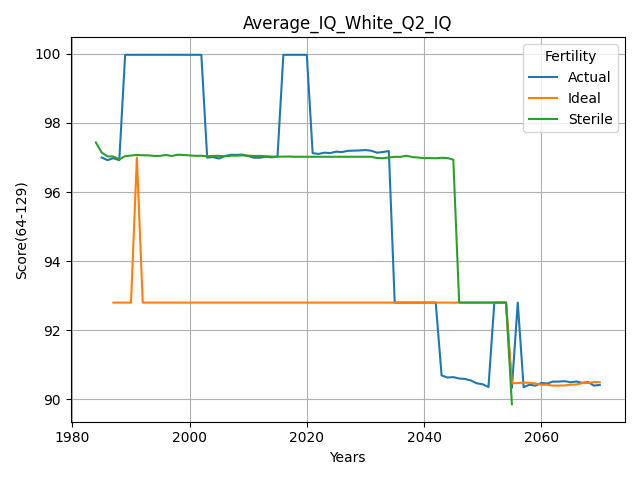 Average_IQ_White_Q2_IQ
Fertility
Actual
Ideal
Sterile
Score(64-129)
100
98
96
94
92
90
1980
2000
2020
2040
2060
Years